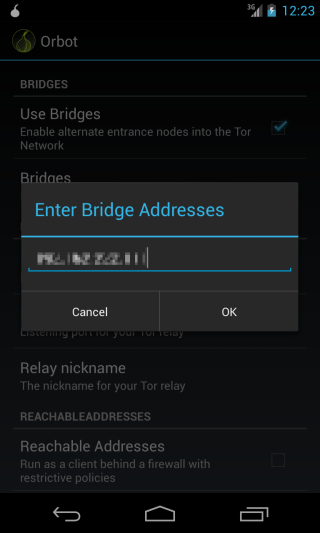 3G
12:23
Orbot
BRIDGES
Use Bridges
Enable alternate entrance nodes into the Tor
Network
Bridges
Enter Bridge Addresses
Cancel
OK
Listening port for your Tor relay
Relay nickname
The nickname for your Tor relay
REACHABLEADDRESSES
Reachable Addresses
Run as a client behind a firewall with
restrictive policies